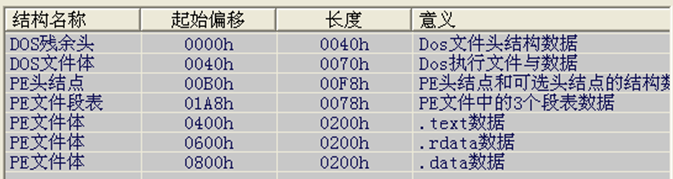 结构名称 起始偏移 长度 意义
DOS残余头 0000h 0040h Dos文件头结构数据
DOS文件体 0040h 0070h Dos执行文件与数据
PE头结点 00B0h 00F8h PE头结点和可选头结点的结构数
PE文件段表 01A8h 0078h PE文件中的3个段表数据
PE文件体 0400h 0200h .text数据
PE文件体 0600h 0200h .rdata数据
PE文件体 0800h 0200h .data数据